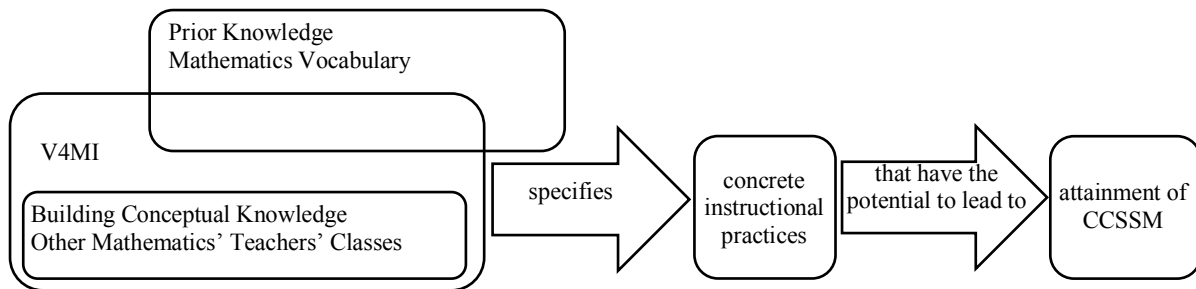 Prior Knowledge
Mathematics Vocabulary
V4MI
Building Conceptual Knowledge
Other Mathematics’ Teachers’ Classes
specifies
concrete
instructional
practices
that have the
potential to lead to
attainment of
CCSSM